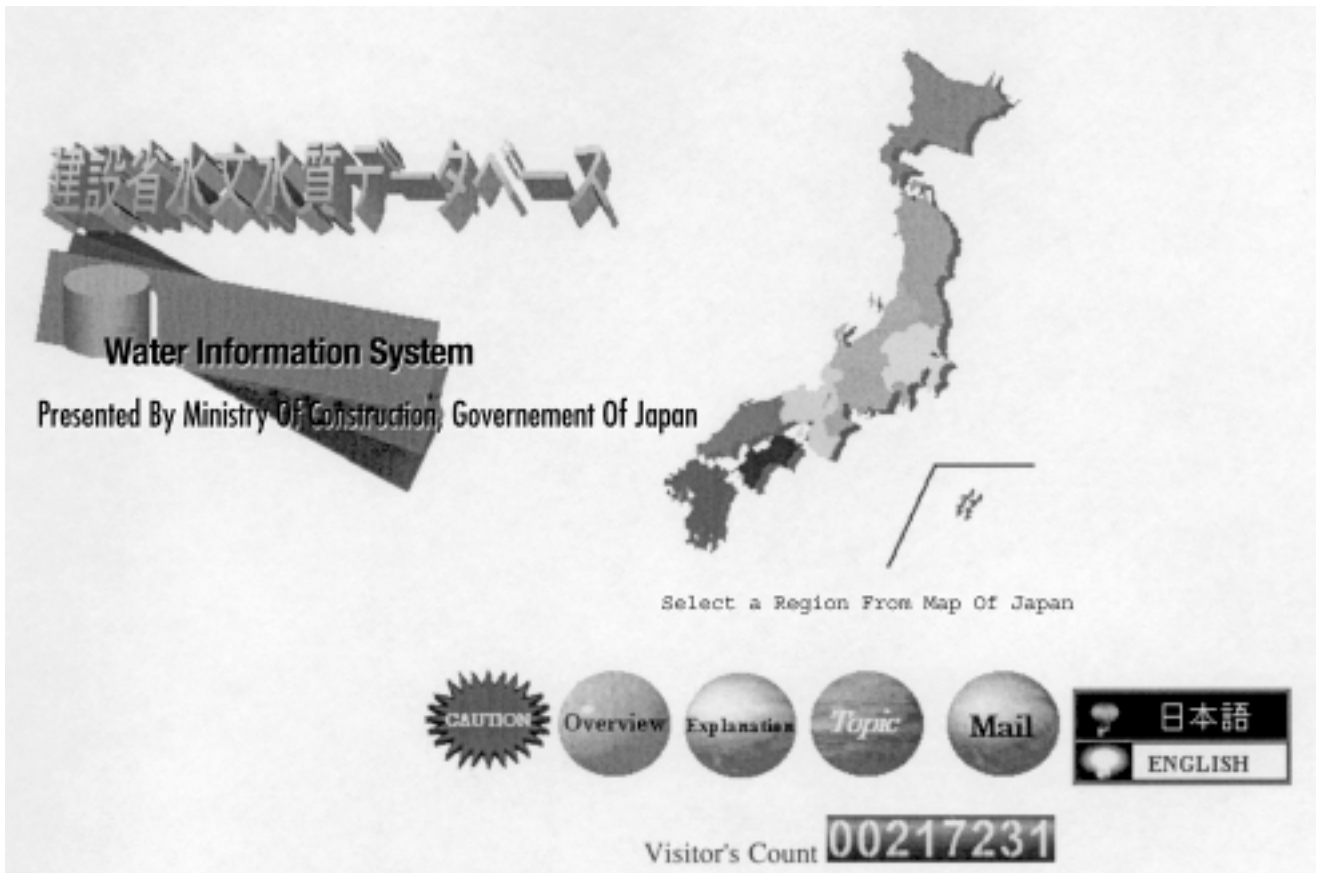 建設省水文水質データベース
Water Information System
Presented By Ministry Of Construction, Governement Of Japan
Select a Region From Map Of Japan
CAUTION
Overview
Explanation
Topic
Mail
日本語
ENGLISH
Visitor's Count 00217231